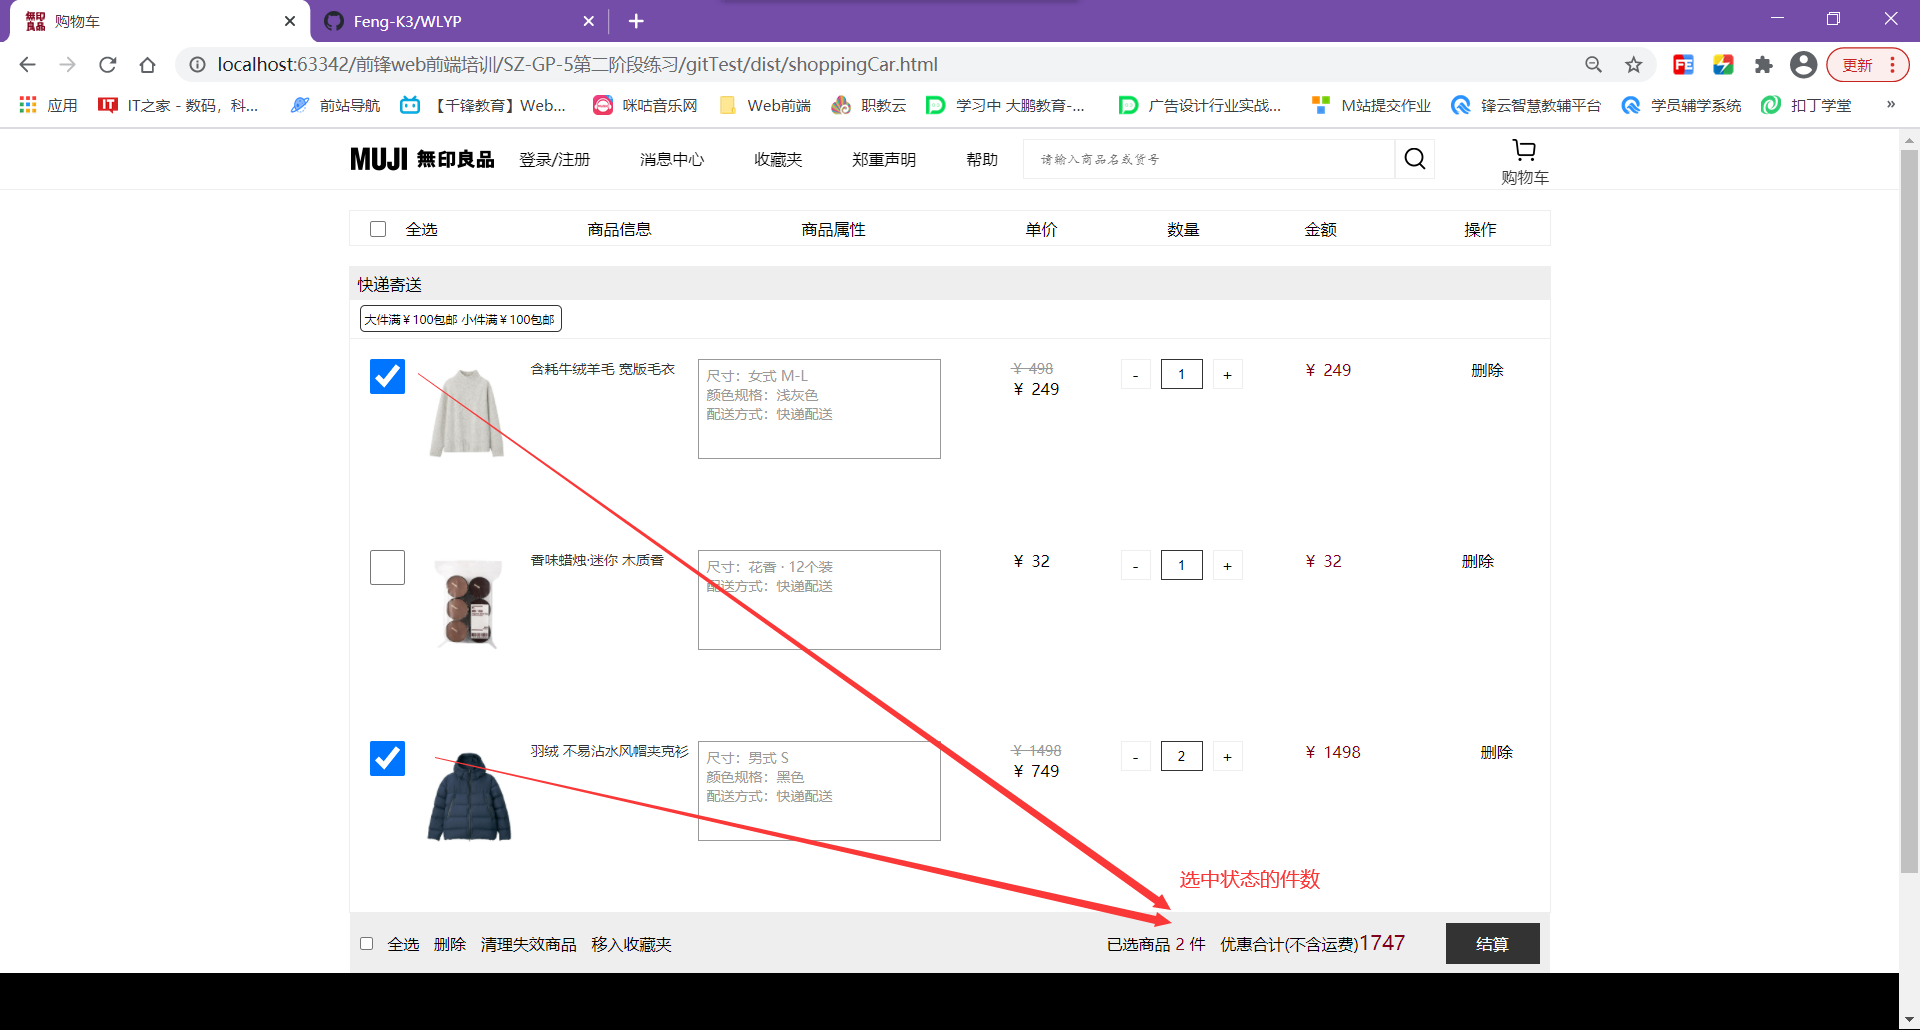 無印良品 购物车
Feng-K3/WLYP
localhost:63342/前锋web前端培训/SZ-GP-5第二阶段练习/gitTest/dist/shoppingCar.html
FE
更新
应用
IT IT之家 - 数码，科...
前站导航
【千锋教育】Web...
咪咕音乐网
Web前端
职教云
学习中 大鹏教育-...
广告设计行业实战...
M站提交作业
锋云智慧教辅平台
学员辅学系统
扣丁学堂
»
MUJI 無印良品
登录/注册
消息中心
收藏夹
郑重声明
帮助
请输入商品名或货号
购物车
全选 商品信息 商品属性 单价 数量 金额 操作
快递寄送
大件满¥100包邮 小件满¥100包邮
含耗牛绒羊毛 宽版毛衣
尺寸：女式 M-L
颜色规格：浅灰色
配送方式：快递配送
¥ 498
¥ 249
- 1 +
¥ 249
删除
香味蜡烛·迷你 木质香
尺寸：花香 · 12个装
配送方式：快递配送
¥ 32
- 1 +
¥ 32
删除
羽绒 不易沾水风帽夹克衫
尺寸：男式 S
颜色规格：黑色
配送方式：快递配送
¥ 1498
¥ 749
- 2 +
¥ 1498
删除
选中状态的件数
全选 删除 清理失效商品 移入收藏夹 已选商品 2 件 优惠合计(不含运费)1747 结算